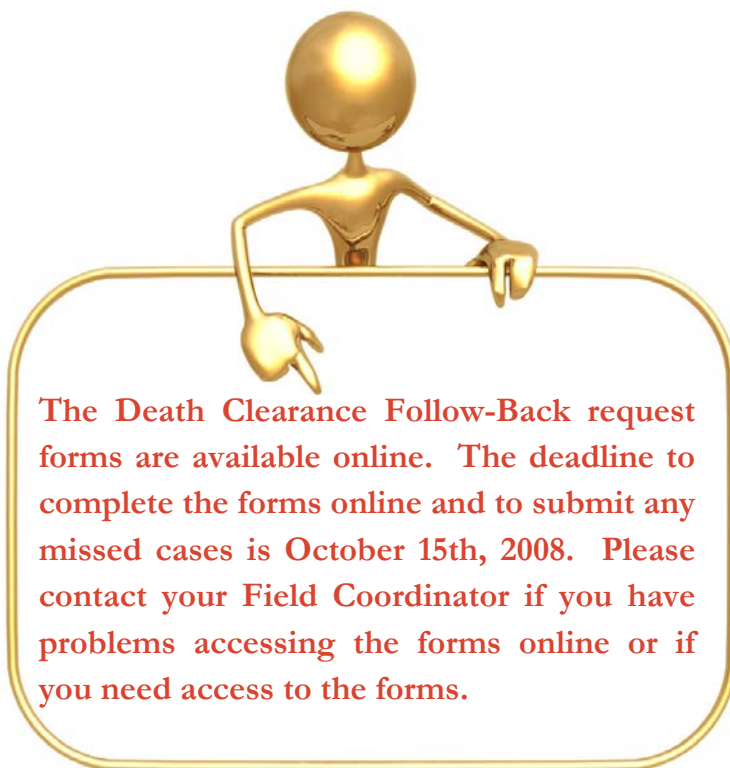 The Death Clearance Follow-Back request
forms are available online. The deadline to
complete the forms online and to submit any
missed cases is October 15th, 2008. Please
contact your Field Coordinator if you have
problems accessing the forms online or if
you need access to the forms.